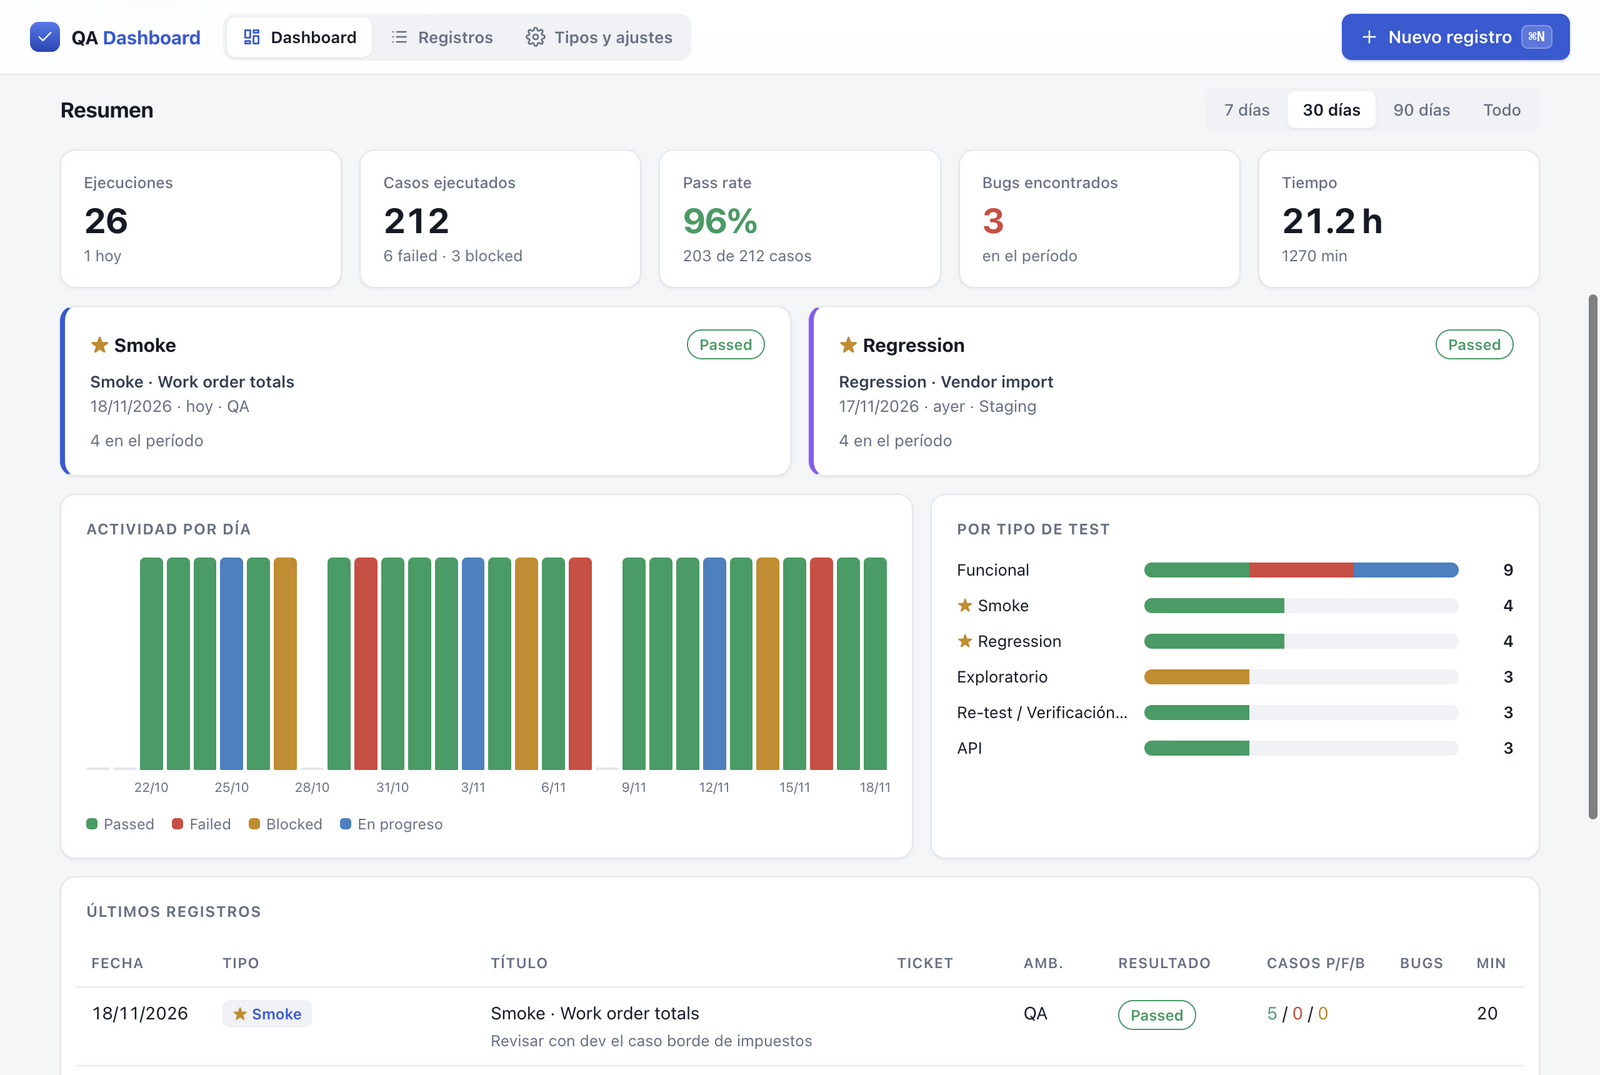 QA Dashboard
Dashboard
Registros
Tipos y ajustes
Nuevo registro ⌘N
Resumen
7 días
30 días
90 días
Todo
Ejecuciones
26
1 hoy
Casos ejecutados
212
6 failed · 3 blocked
Pass rate
96%
203 de 212 casos
Bugs encontrados
3
en el período
Tiempo
21.2 h
1270 min
Smoke
Passed
Smoke · Work order totals
18/11/2026 · hoy · QA
4 en el período
Regression
Passed
Regression · Vendor import
17/11/2026 · ayer · Staging
4 en el período
ACTIVIDAD POR DÍA
22/10 25/10 28/10 31/10 3/11 6/11 9/11 12/11 15/11 18/11
Passed Failed Blocked En progreso
POR TIPO DE TEST
Funcional 9
Smoke 4
Regression 4
Exploratorio 3
Re-test / Verificación... 3
API 3
ÚLTIMOS REGISTROS
FECHA TIPO TÍTULO TICKET AMB. RESULTADO CASOS P/F/B BUGS MIN
18/11/2026 Smoke Smoke · Work order totals QA Passed 5 / 0 / 0 20
Revisar con dev el caso borde de impuestos